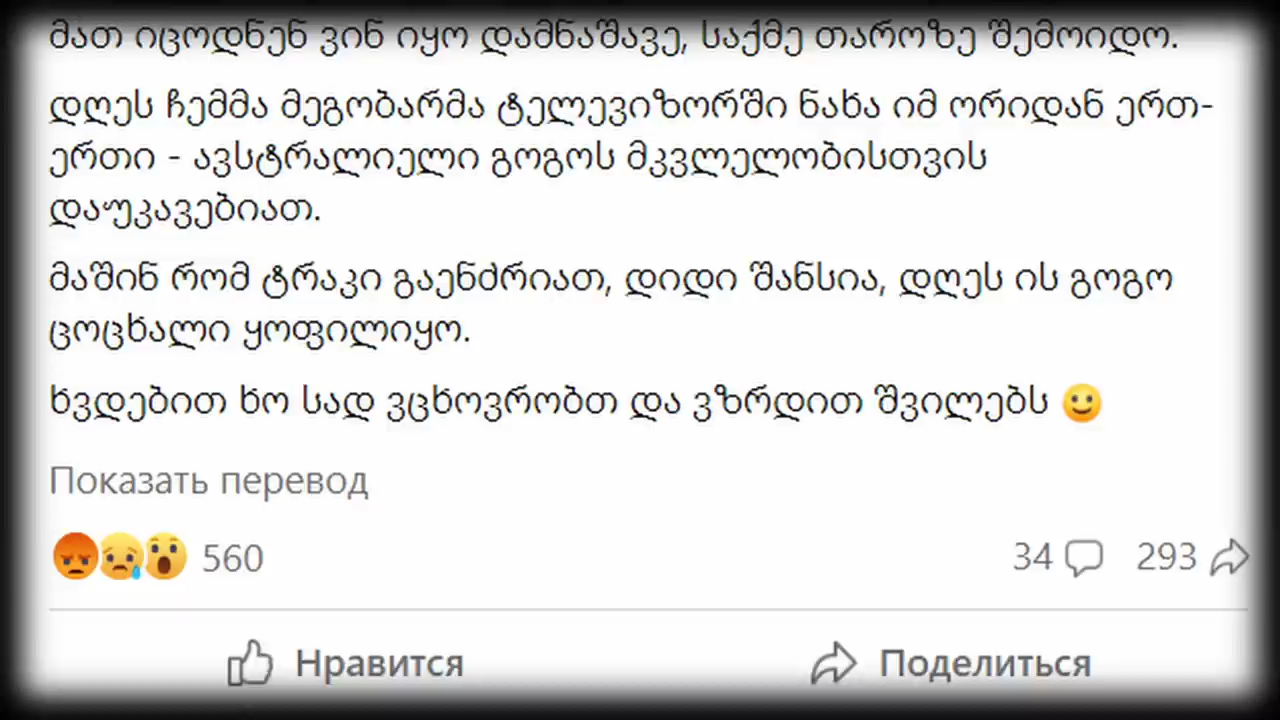 მათ იცოდნენ ვინ იყო დამნაშავე, საქმე თაროზე შემოიდო.
დღეს ჩემმა მეგობარმა ტელევიზორში ნახა იმ ორიდან ერთ-
ერთი - ავსტრალიელი გოგოს მკვლელობისთვის
დაუკავებიათ.
მაშინ რომ ტრაკი გაენძრიათ, დიდი შანსია, დღეს ის გოგო
ცოცხალი ყოფილიყო.
ხვდებით ხო სად ვცხოვრობთ და ვზრდით შვილებს 🙂
Показать перевод
560 34 293
Нравится Поделиться